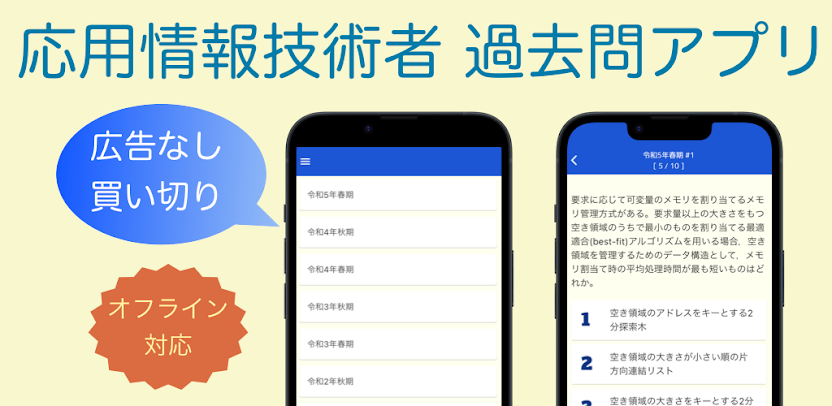 応用情報技術者 過去問アプリ
広告なし
買い切り
オフライン
対応
令和5年春期
令和4年秋期
令和4年春期
令和3年秋期
令和3年春期
令和2年秋期
令和5年春期 #1
[ 5 / 10 ]
要求に応じて可変量のメモリを割り当てるメモ
リ管理方式がある。要求量以上の大きさをもつ
空き領域のうちで最小のものを割り当てる最適
適合(best-fit)アルゴリズムを用いる場合，空き
領域を管理するためのデータ構造として，メモ
リ割当て時の平均処理時間が最も短いものはど
れか。
1 空き領域のアドレスをキーとする2
分探索木
2 空き領域の大きさが小さい順の片
方向連結リスト
3 空き領域の大きさをキーとする2分